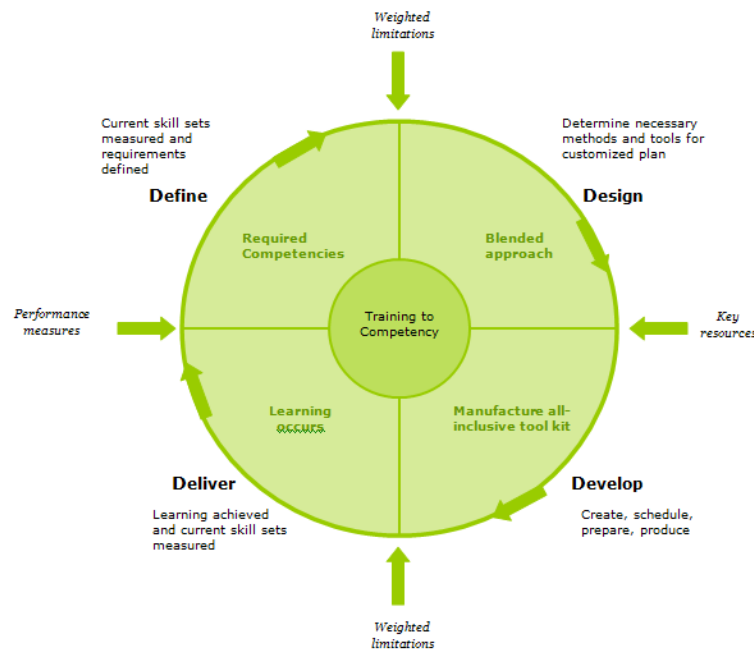 Weighted
limitations
Current skill sets
measured and
requirements
defined
Define
Determine necessary
methods and tools for
customized plan
Design
Required
Competencies
Blended
approach
Performance
measures
Training to
Competency
Key
resources
Learning
occurs
Manufacture all-
inclusive tool kit
Deliver
Learning achieved
and current skill sets
measured
Develop
Create, schedule,
prepare, produce
Weighted
limitations